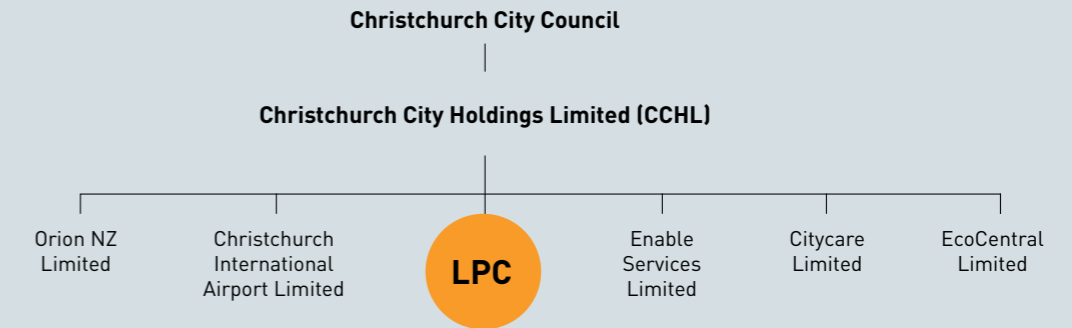 Christchurch City Council
Christchurch City Holdings Limited (CCHL)
Orion NZ
Limited
Christchurch
International
Airport Limited
LPC
Enable
Services
Limited
Citycare
Limited
EcoCentral
Limited